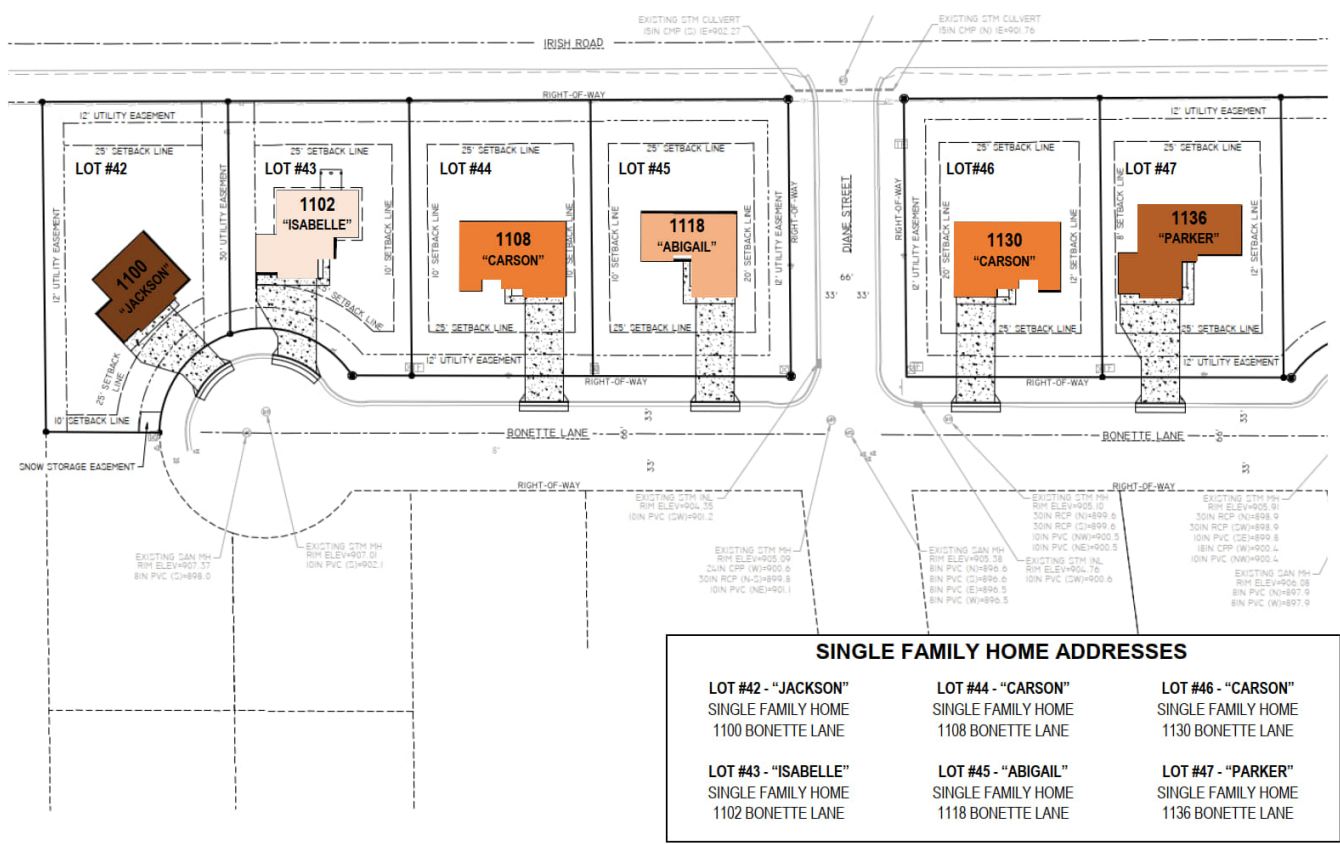 EXISTING STM CULVERT
15IN CMP (S) IE=902.27
EXISTING STM CULVERT
15IN CMP (N) IE=901.76
IRISH ROAD
RIGHT-OF-WAY
12' UTILITY EASEMENT
12' UTILITY EASEMENT
25' SETBACK LINE
25' SETBACK LINE
25' SETBACK LINE
25' SETBACK LINE
25' SETBACK LINE
25' SETBACK LINE
LOT #42
LOT #43
LOT #44
LOT #45
LOT#46
LOT #47
12' UTILITY EASEMENT
30' UTILITY EASEMENT
10' SETBACK LINE
10' SETBACK LINE
10' SETBACK LINE
10' SETBACK LINE
20' SETBACK LINE
12' UTILITY EASEMENT
RIGHT-OF-WAY
DIANE STREET
66'
33'
33'
RIGHT-OF-WAY
12' UTILITY EASEMENT
20' SETBACK LINE
12' SETBACK LINE
8' SETBACK LINE
12' SETBACK LINE
1100
"JACKSON"
1102
"ISABELLE"
1108
"CARSON"
1118
"ABIGAIL"
1130
"CARSON"
1136
"PARKER"
25' SETBACK LINE
25' SETBACK LINE
25' SETBACK LINE
25' SETBACK LINE
25' SETBACK LINE
25' SETBACK LINE
12' UTILITY EASEMENT
12' UTILITY EASEMENT
RIGHT-OF-WAY
RIGHT-OF-WAY
10' SETBACK LINE
SNOW STORAGE EASEMENT
BONETTE LANE
33'
66'
33'
8"
BONETTE LANE
33'
66'
33'
RIGHT-OF-WAY
RIGHT-OF-WAY
EXISTING SAN MH
RIM ELEV=907.37
8IN PVC (S)=898.0
EXISTING STM MH
RIM ELEV=907.01
10IN PVC (S)=902.1
EXISTING STM INL
RIM ELEV=904.35
10IN PVC (SW)=901.2
EXISTING STM MH
RIM ELEV=905.09
24IN CPP (W)=900.6
30IN RCP (N-S)=899.8
10IN PVC (NE)=901.1
EXISTING SAN MH
RIM ELEV=905.38
8IN PVC (N)=896.6
8IN PVC (S)=896.6
8IN PVC (E)=896.5
8IN PVC (W)=896.5
EXISTING STM MH
RIM ELEV=905.10
30IN RCP (N)=899.6
30IN RCP (S)=899.6
10IN PVC (NW)=900.5
10IN PVC (NE)=900.5
EXISTING STM INL
RIM ELEV=904.76
10IN PVC (SW)=900.6
EXISTING STM MH
RIM ELEV=905.91
30IN RCP (N)=898.9
30IN RCP (SW)=898.9
10IN PVC (SE)=899.8
18IN CPP (W)=900.4
10IN PVC (NW)=900.4
EXISTING SAN MH
RIM ELEV=906.08
8IN PVC (N)=897.9
8IN PVC (W)=897.9
SINGLE FAMILY HOME ADDRESSES
LOT #42 - "JACKSON"
SINGLE FAMILY HOME
1100 BONETTE LANE
LOT #44 - "CARSON"
SINGLE FAMILY HOME
1108 BONETTE LANE
LOT #46 - "CARSON"
SINGLE FAMILY HOME
1130 BONETTE LANE
LOT #43 - "ISABELLE"
SINGLE FAMILY HOME
1102 BONETTE LANE
LOT #45 - "ABIGAIL"
SINGLE FAMILY HOME
1118 BONETTE LANE
LOT #47 - "PARKER"
SINGLE FAMILY HOME
1136 BONETTE LANE